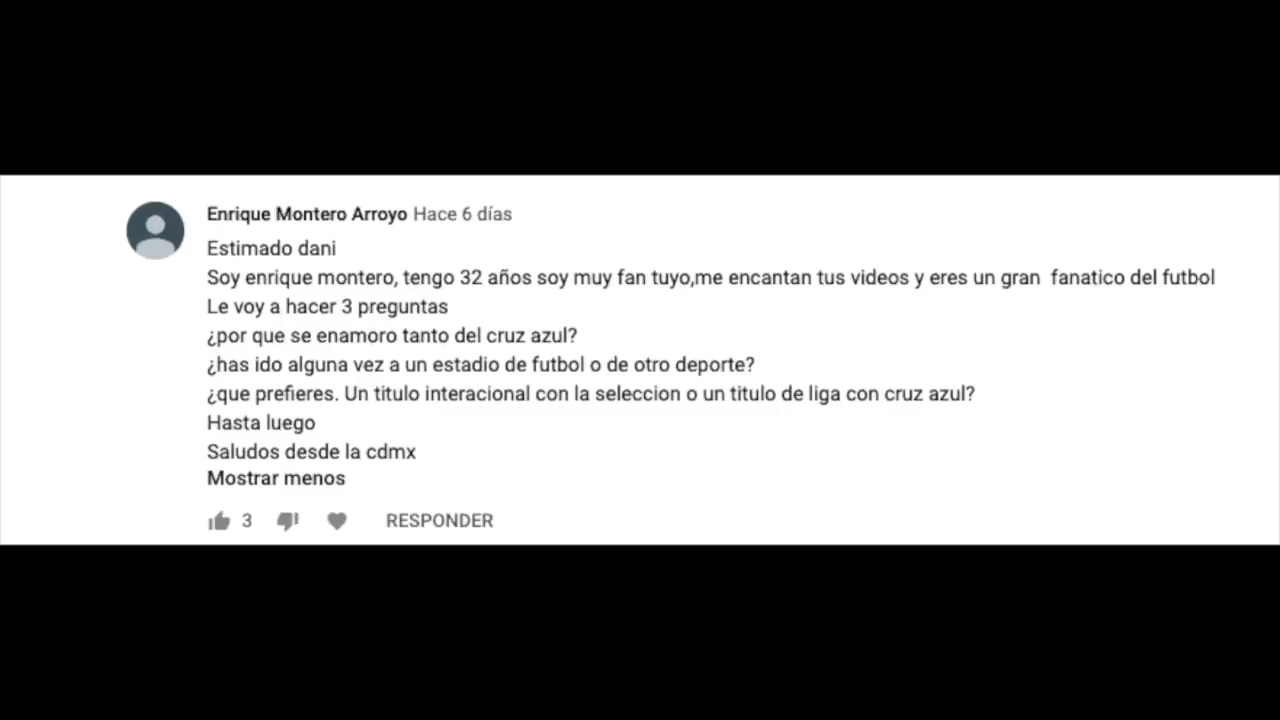 Enrique Montero Arroyo Hace 6 días
Estimado dani
Soy enrique montero, tengo 32 años soy muy fan tuyo,me encantan tus videos y eres un gran  fanatico del futbol
Le voy a hacer 3 preguntas
¿por que se enamoro tanto del cruz azul?
¿has ido alguna vez a un estadio de futbol o de otro deporte?
¿que prefieres. Un titulo interacional con la seleccion o un titulo de liga con cruz azul?
Hasta luego
Saludos desde la cdmx
Mostrar menos
3 RESPONDER